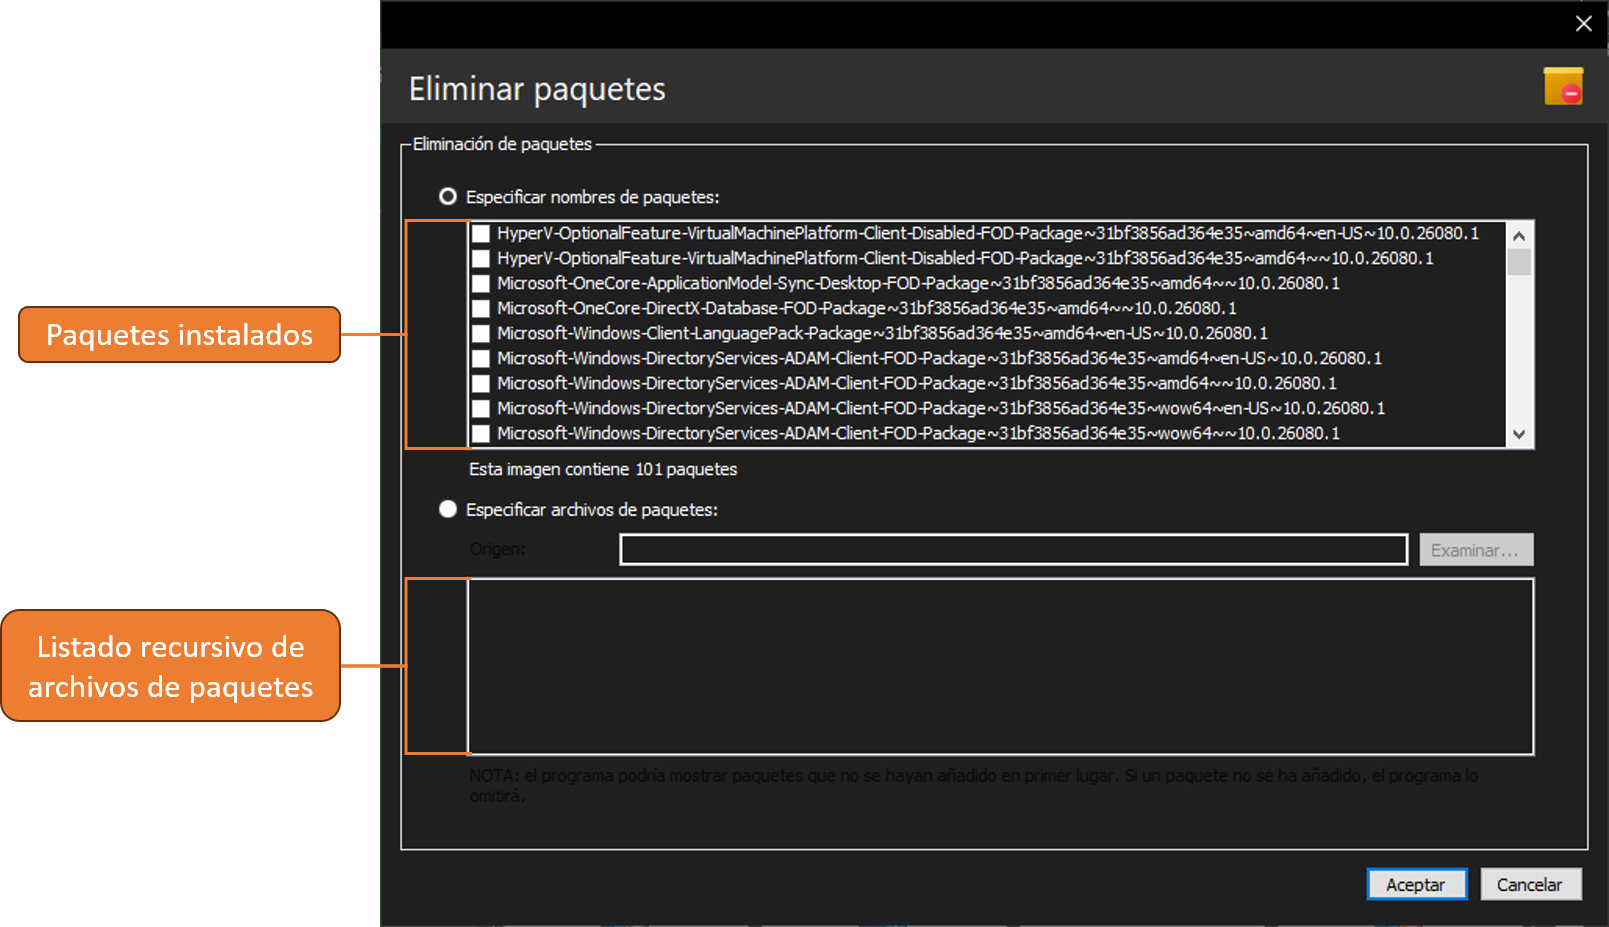 Eliminar paquetes
Eliminación de paquetes
Especificar nombres de paquetes:
HyperV-OptionalFeature-VirtualMachinePlatform-Client-Disabled-FOD-Package~31bf3856ad364e35~amd64~en-US~10.0.26080.1
HyperV-OptionalFeature-VirtualMachinePlatform-Client-Disabled-FOD-Package~31bf3856ad364e35~amd64~~10.0.26080.1
Microsoft-OneCore-ApplicationModel-Sync-Desktop-FOD-Package~31bf3856ad364e35~amd64~~10.0.26080.1
Microsoft-OneCore-DirectX-Database-FOD-Package~31bf3856ad364e35~amd64~~10.0.26080.1
Microsoft-Windows-Client-LanguagePack-Package~31bf3856ad364e35~amd64~en-US~10.0.26080.1
Microsoft-Windows-DirectoryServices-ADAM-Client-FOD-Package~31bf3856ad364e35~amd64~en-US~10.0.26080.1
Microsoft-Windows-DirectoryServices-ADAM-Client-FOD-Package~31bf3856ad364e35~amd64~~10.0.26080.1
Microsoft-Windows-DirectoryServices-ADAM-Client-FOD-Package~31bf3856ad364e35~wow64~en-US~10.0.26080.1
Microsoft-Windows-DirectoryServices-ADAM-Client-FOD-Package~31bf3856ad364e35~wow64~~10.0.26080.1
Paquetes instalados
Esta imagen contiene 101 paquetes
Especificar archivos de paquetes:
Origen:
Examinar...
Listado recursivo de
archivos de paquetes
NOTA: el programa podría mostrar paquetes que no se hayan añadido en primer lugar. Si un paquete no se ha añadido, el programa lo
omitirá.
Aceptar
Cancelar